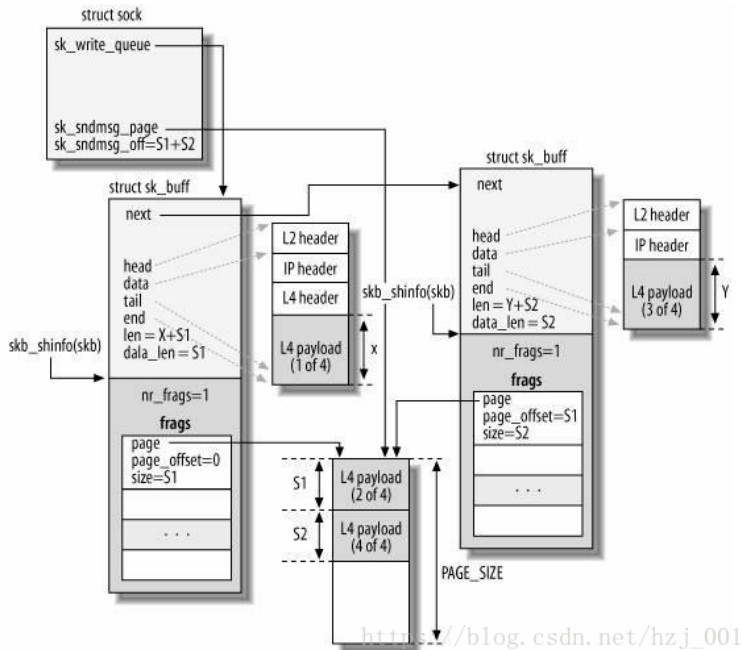 struct sock
sk_write_queue
sk_sndmsg_page
sk_sndmsg_off=S1+S2
struct sk_buff
next
head
data
tail
end
len = X+S1
dala_len = S1
skb_shinfo(skb)
nr_frags=1
frags
page
page_offset=0
size=S1
. . .
L2 header
IP header
L4 header
L4 payload
(1 of 4)
x
struct sk_buff
next
head
data
tail
end
len = Y+S2
data_len = S2
skb_shinfo(skb)
nr_frags=1
frags
page
page_offset=S1
size=S2
. . .
L2 header
IP header
L4 payload
(3 of 4)
Y
S1
L4 payload
(2 of 4)
S2
L4 payload
(4 of 4)
PAGE_SIZE
https://blog.csdn.net/hzj_001